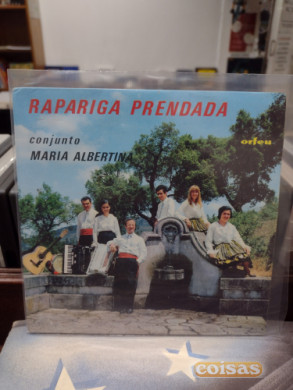 RAPARIGA PRENDADA
conjunto
MARIA ALBERTINA
orfeu
coisas